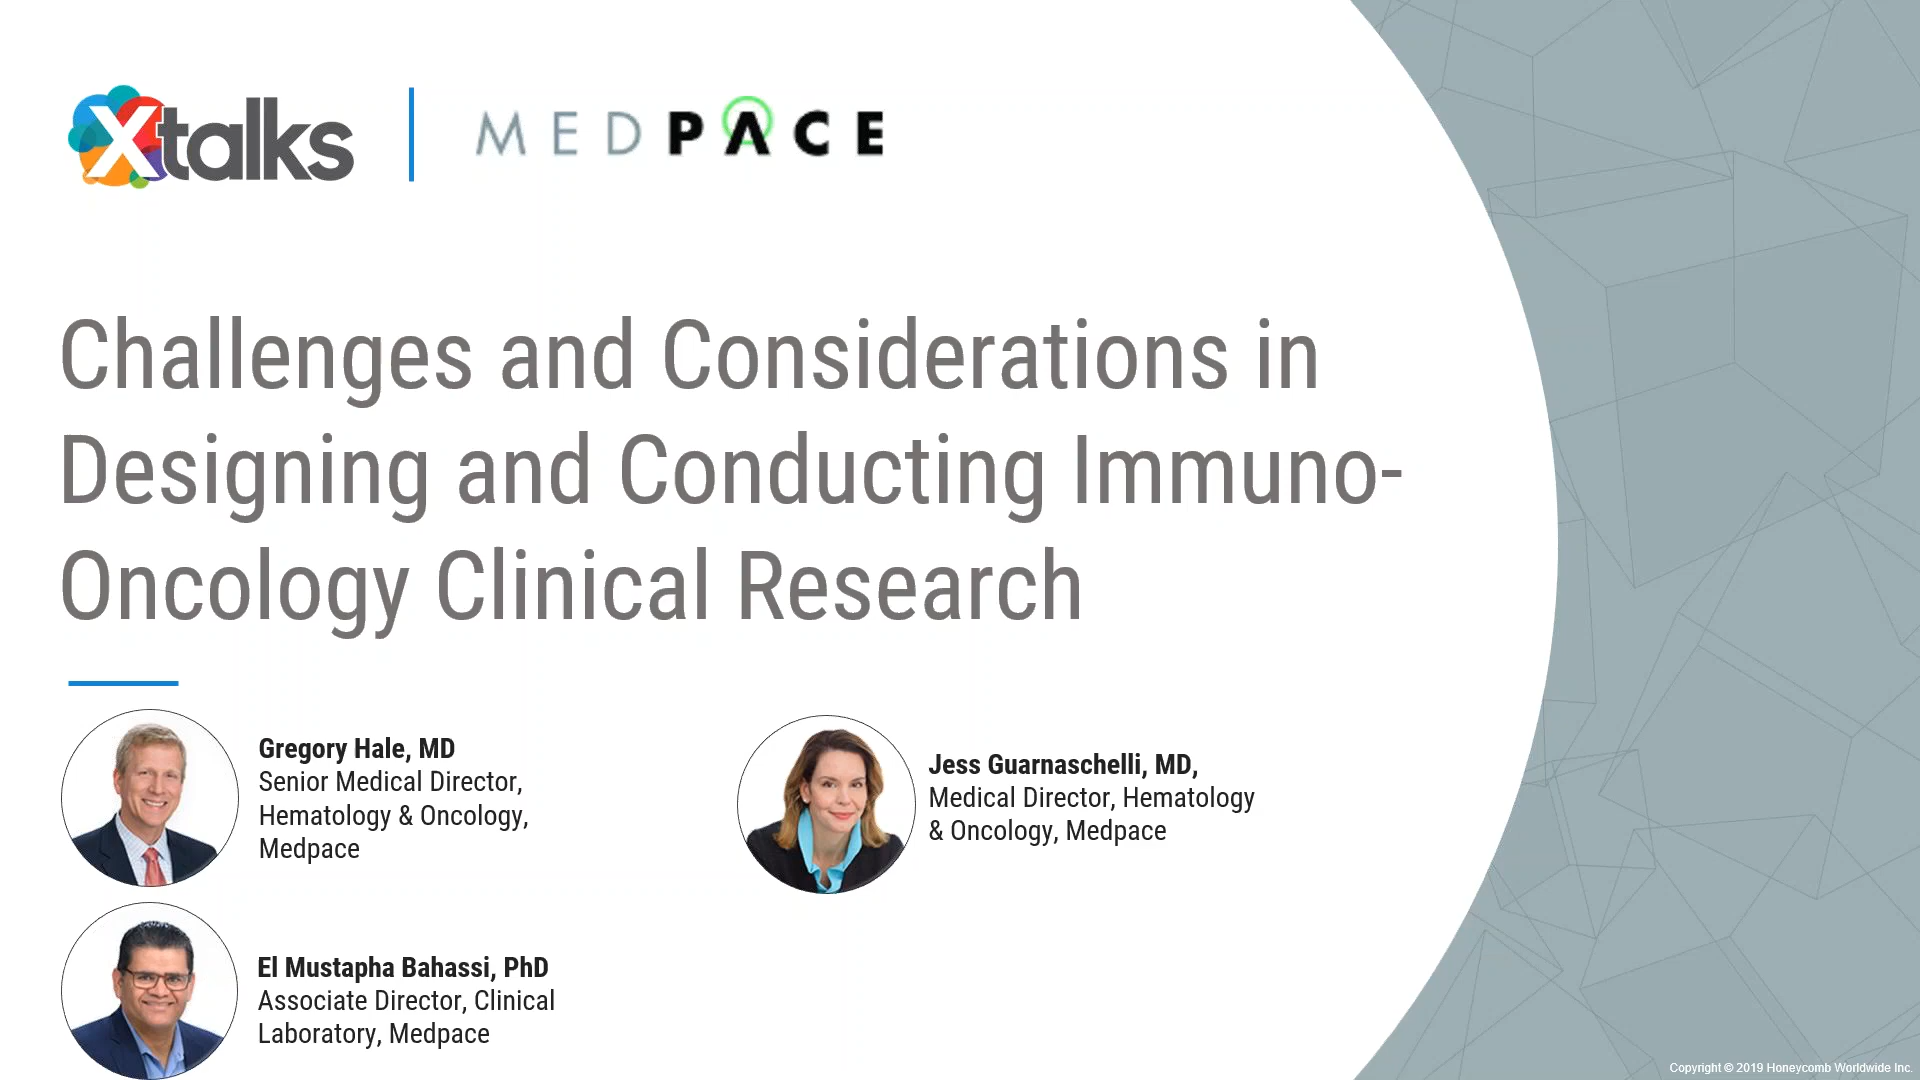 Xtalks
MEDPACE
Challenges and Considerations in
Designing and Conducting Immuno-
Oncology Clinical Research
Gregory Hale, MD
Senior Medical Director,
Hematology & Oncology,
Medpace
Jess Guarnaschelli, MD,
Medical Director, Hematology
& Oncology, Medpace
El Mustapha Bahassi, PhD
Associate Director, Clinical
Laboratory, Medpace
Copyright © 2019 Honeycomb Worldwide Inc.